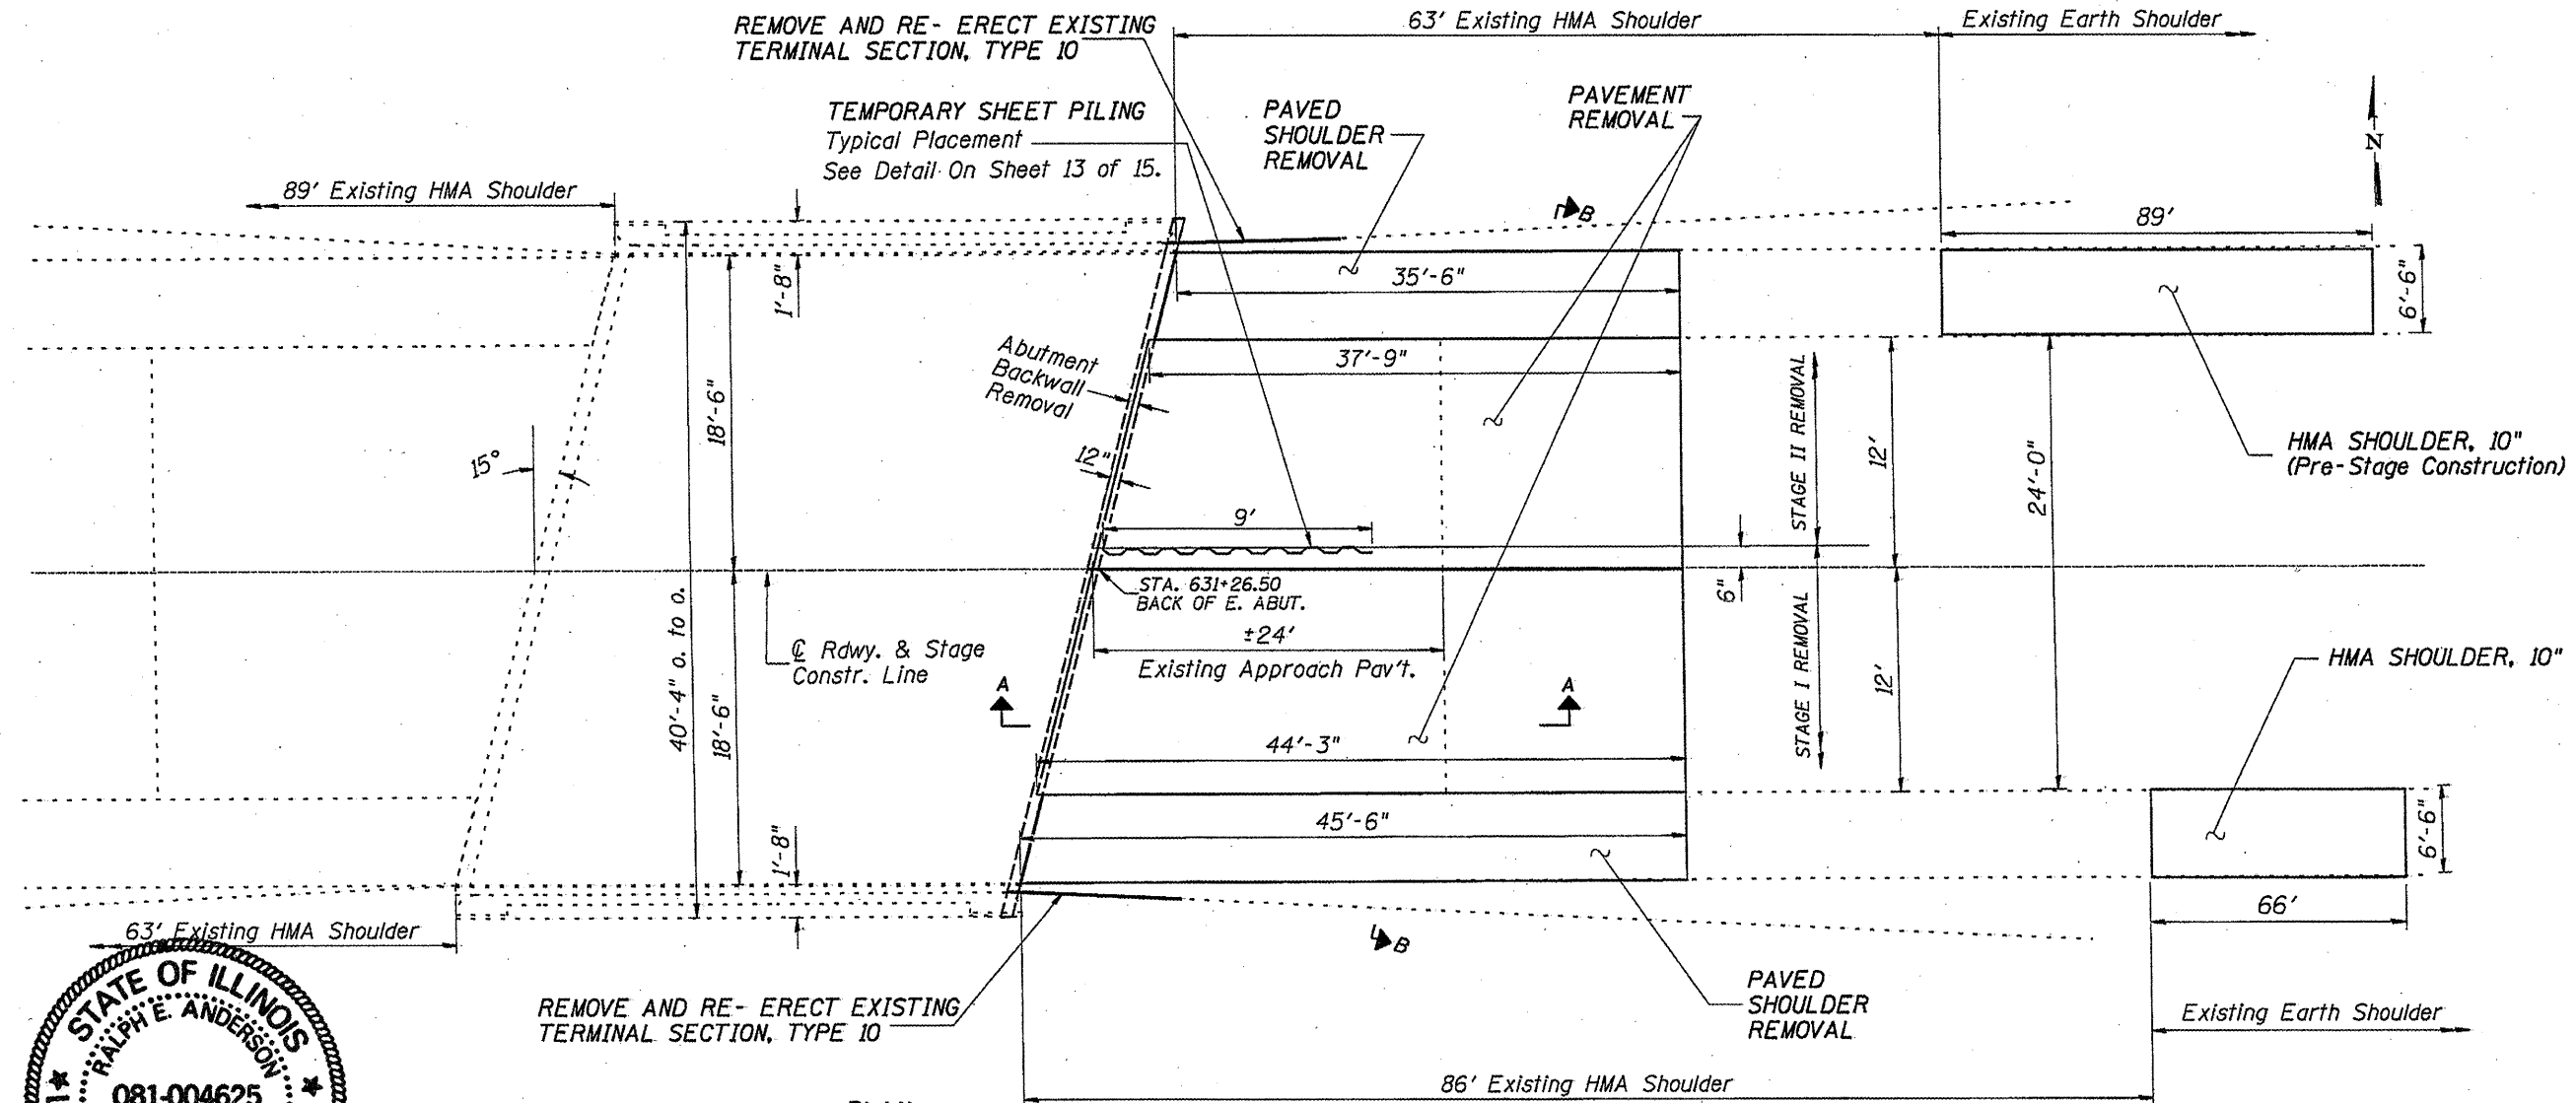 REMOVE AND RE- ERECT EXISTING
TERMINAL SECTION, TYPE 10
63' Existing HMA Shoulder
Existing Earth Shoulder
TEMPORARY SHEET PILING
Typical Placement
See Detail On Sheet 13 of 15.
PAVED
SHOULDER
REMOVAL
PAVEMENT
REMOVAL
N
89' Existing HMA Shoulder
B
89'
1'-8"
35'-6"
6'-6"
Abutment
Backwall
Removal
37'-9"
18'-6"
STAGE II REMOVAL
12'
HMA SHOULDER, 10"
(Pre-Stage Construction)
15°
12"
24'-0"
9'
STA. 631+26.50
BACK OF E. ABUT.
6"
40'-4" o. to o.
±24'
Existing Approach Pav't.
℄ Rdwy. & Stage
Constr. Line
STAGE I REMOVAL
12'
HMA SHOULDER, 10"
A
A
18'-6"
44'-3"
45'-6"
1'-8"
6'-6"
66'
63' Existing HMA Shoulder
B
REMOVE AND RE- ERECT EXISTING
TERMINAL SECTION, TYPE 10
PAVED
SHOULDER
REMOVAL
Existing Earth Shoulder
86' Existing HMA Shoulder
STATE OF ILLINOIS
RALPH E. ANDERSON
081-004625